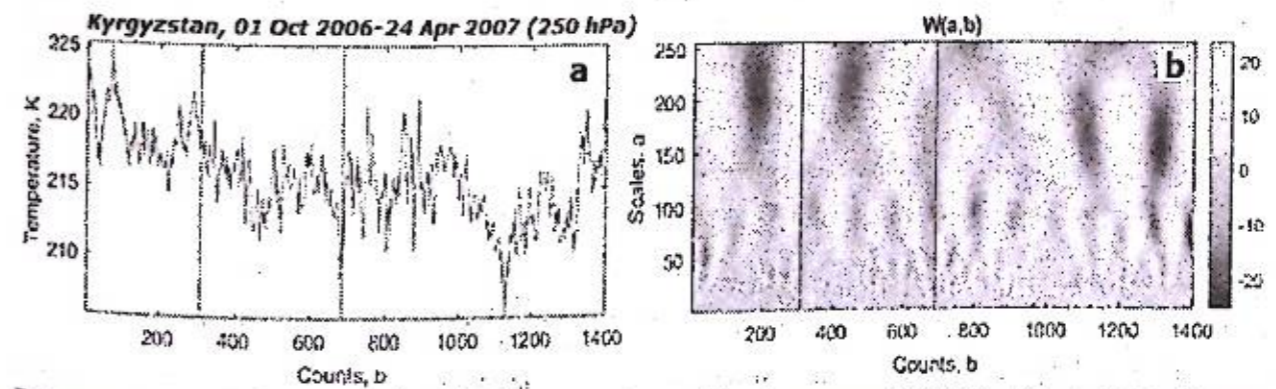 Kyrgyzstan, 01 Oct 2006-24 Apr 2007 (250 hPa)
225
220
215
210
Temperature, K
a
200 400 600 800 1000 1200 1400
Counts, b
W(a,b)
250
200
150
100
50
Scales, a
b
200 400 600 800 1000 1200 1400
Counts, b
20
10
0
-10
-20